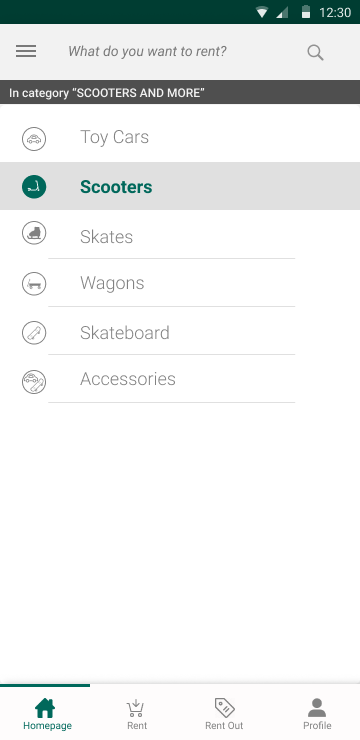 12:30
What do you want to rent?
In category “SCOOTERS AND MORE”
Toy Cars
Scooters
Skates
Wagons
Skateboard
Accessories
Homepage
Rent
Rent Out
Profile